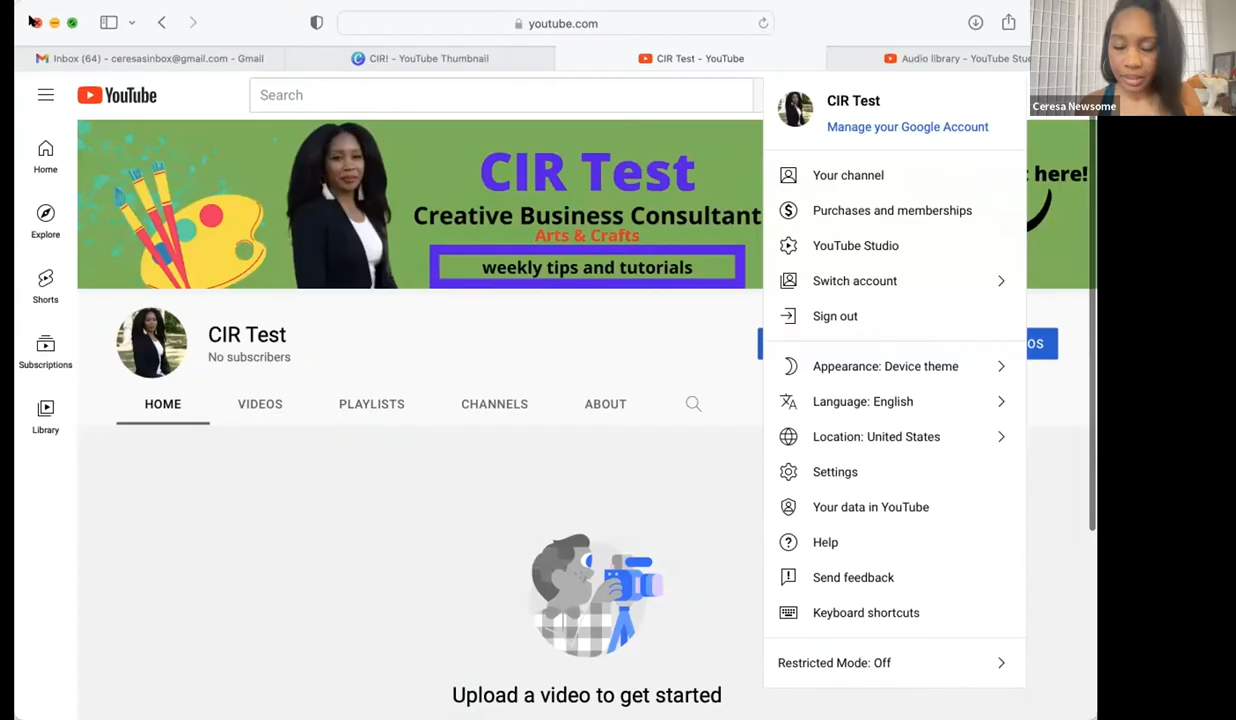 youtube.com
Inbox (64) - ceresasinbox@gmail.com - Gmail
CIR! - YouTube Thumbnail
CIR Test - YouTube
Audio library - YouTube Stu
Ceresa Newsome
YouTube
Search
CIR Test
Manage your Google Account
Home
Explore
Shorts
Subscriptions
Library
CIR Test
Creative Business Consultant
Arts & Crafts
weekly tips and tutorials
t here!
CIR Test
No subscribers
OS
HOME
VIDEOS
PLAYLISTS
CHANNELS
ABOUT
Upload a video to get started
Your channel
Purchases and memberships
YouTube Studio
Switch account
Sign out
Appearance: Device theme
Language: English
Location: United States
Settings
Your data in YouTube
Help
Send feedback
Keyboard shortcuts
Restricted Mode: Off